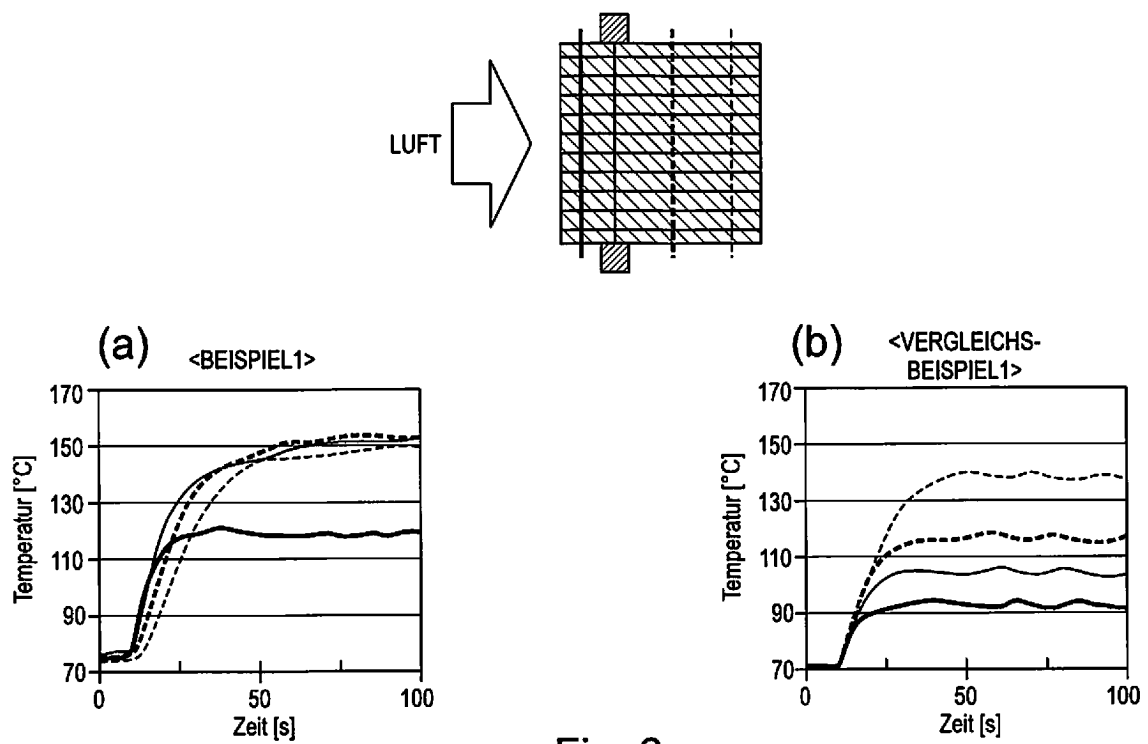 LUFT
(a)
<BEISPIEL1>
170
150
130
110
90
70
Temperatur [°C]
0
50
100
Zeit [s]
(b)
<VERGLEICHS-
BEISPIEL1>
170
150
130
110
90
70
Temperatur [°C]
0
50
100
Zeit [s]